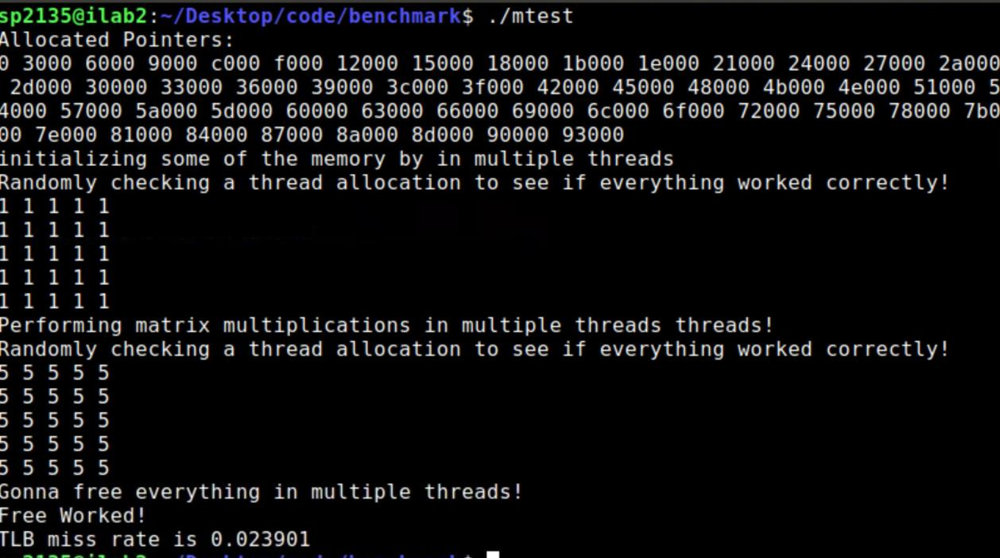 sp2135@ilab2:~/Desktop/code/benchmark$ ./mtest
Allocated Pointers:
0 3000 6000 9000 c000 f000 12000 15000 18000 1b000 1e000 21000 24000 27000 2a000
2d000 30000 33000 36000 39000 3c000 3f000 42000 45000 48000 4b000 4e000 51000 5
4000 57000 5a000 5d000 60000 63000 66000 69000 6c000 6f000 72000 75000 78000 7b0
00 7e000 81000 84000 87000 8a000 8d000 90000 93000
initializing some of the memory by in multiple threads
Randomly checking a thread allocation to see if everything worked correctly!
1 1 1 1 1
1 1 1 1 1
1 1 1 1 1
1 1 1 1 1
1 1 1 1 1
Performing matrix multiplications in multiple threads threads!
Randomly checking a thread allocation to see if everything worked correctly!
5 5 5 5 5
5 5 5 5 5
5 5 5 5 5
5 5 5 5 5
5 5 5 5 5
Gonna free everything in multiple threads!
Free Worked!
TLB miss rate is 0.023901